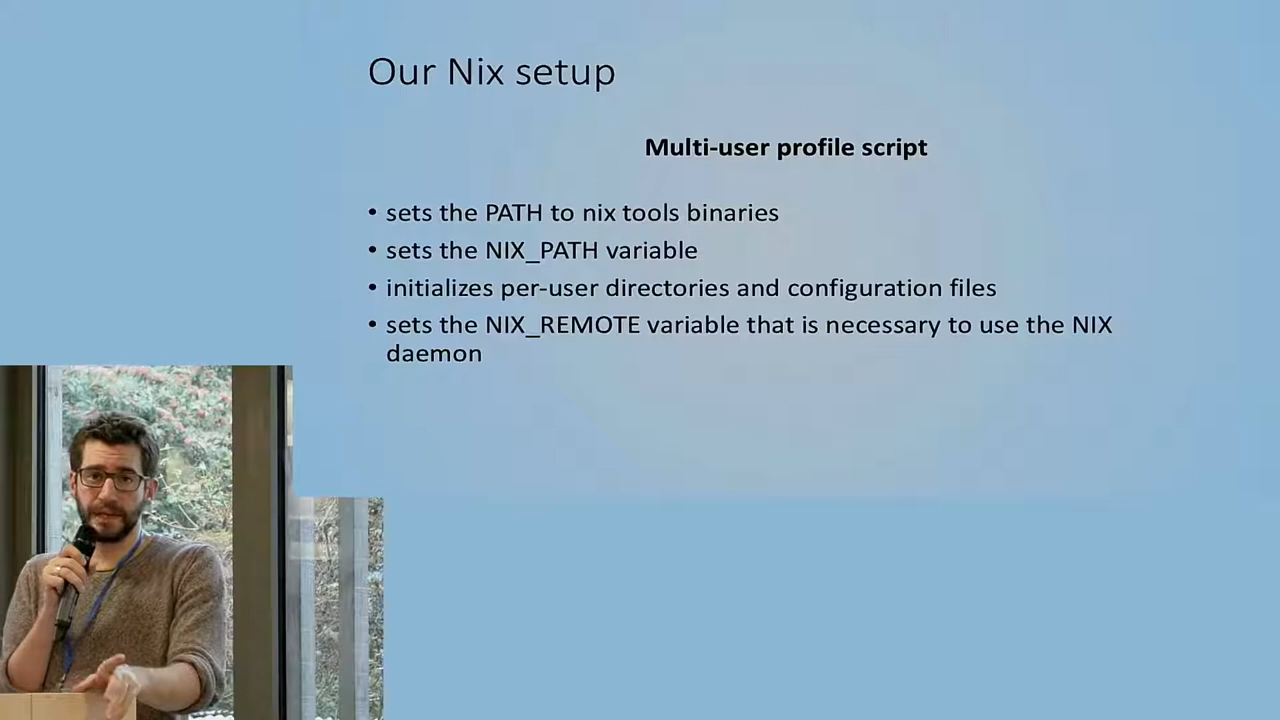 Our Nix setup
Multi-user profile script
• sets the PATH to nix tools binaries
• sets the NIX_PATH variable
• initializes per-user directories and configuration files
• sets the NIX_REMOTE variable that is necessary to use the NIX
daemon